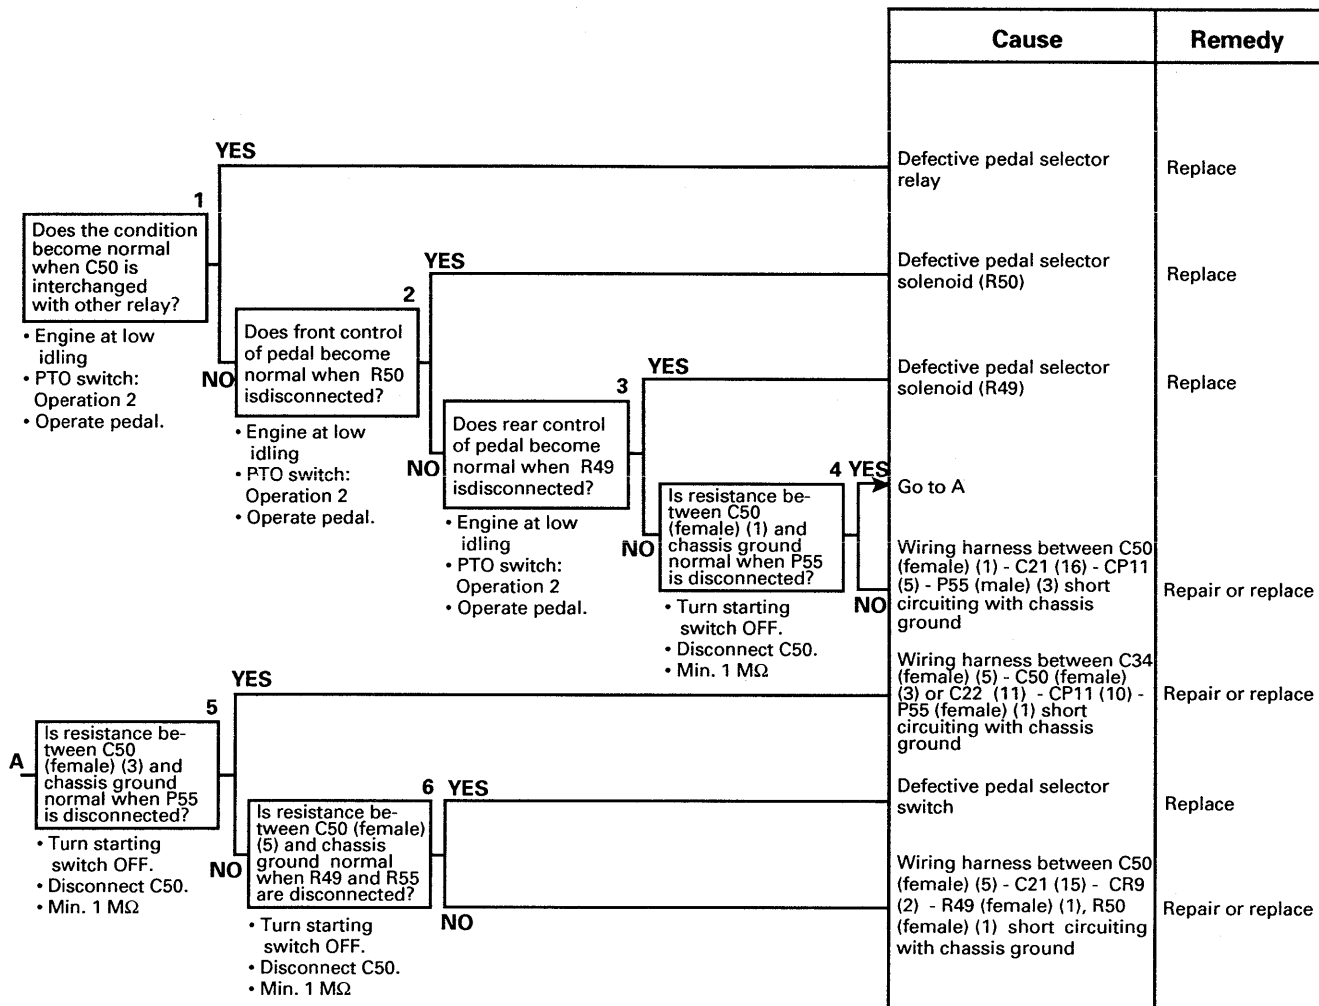 Cause
Remedy
YES
Defective pedal selector
relay
Replace
1
Does the condition
become normal
when C50 is
interchanged
with other relay?
• Engine at low
idling
• PTO switch:
Operation 2
• Operate pedal.
NO
YES
Defective pedal selector
solenoid (R50)
Replace
2
Does front control
of pedal become
normal when R50
isdisconnected?
• Engine at low
idling
• PTO switch:
Operation 2
• Operate pedal.
NO
YES
Defective pedal selector
solenoid (R49)
Replace
3
Does rear control
of pedal become
normal when R49
isdisconnected?
• Engine at low
idling
• PTO switch:
Operation 2
• Operate pedal.
NO
4 YES
Go to A
Is resistance be-
tween C50
(female) (1) and
chassis ground
normal when P55
is disconnected?
• Turn starting
switch OFF.
• Disconnect C50.
• Min. 1 MΩ
NO
Wiring harness between C50
(female) (1) - C21 (16) - CP11
(5) - P55 (male) (3) short
circuiting with chassis
ground
Repair or replace
YES
Wiring harness between C34
(female) (5) - C50 (female)
(3) or C22 (11) - CP11 (10) -
P55 (female) (1) short
circuiting with chassis
ground
Repair or replace
5
A
Is resistance be-
tween C50
(female) (3) and
chassis ground
normal when P55
is disconnected?
• Turn starting
switch OFF.
• Disconnect C50.
• Min. 1 MΩ
NO
6 YES
Defective pedal selector
switch
Replace
Is resistance be-
tween C50 (female)
(5) and chassis
ground normal
when R49 and R55
are disconnected?
• Turn starting
switch OFF.
• Disconnect C50.
• Min. 1 MΩ
NO
Wiring harness between C50
(female) (5) - C21 (15) - CR9
(2) - R49 (female) (1), R50
(female) (1) short circuiting
with chassis ground
Repair or replace